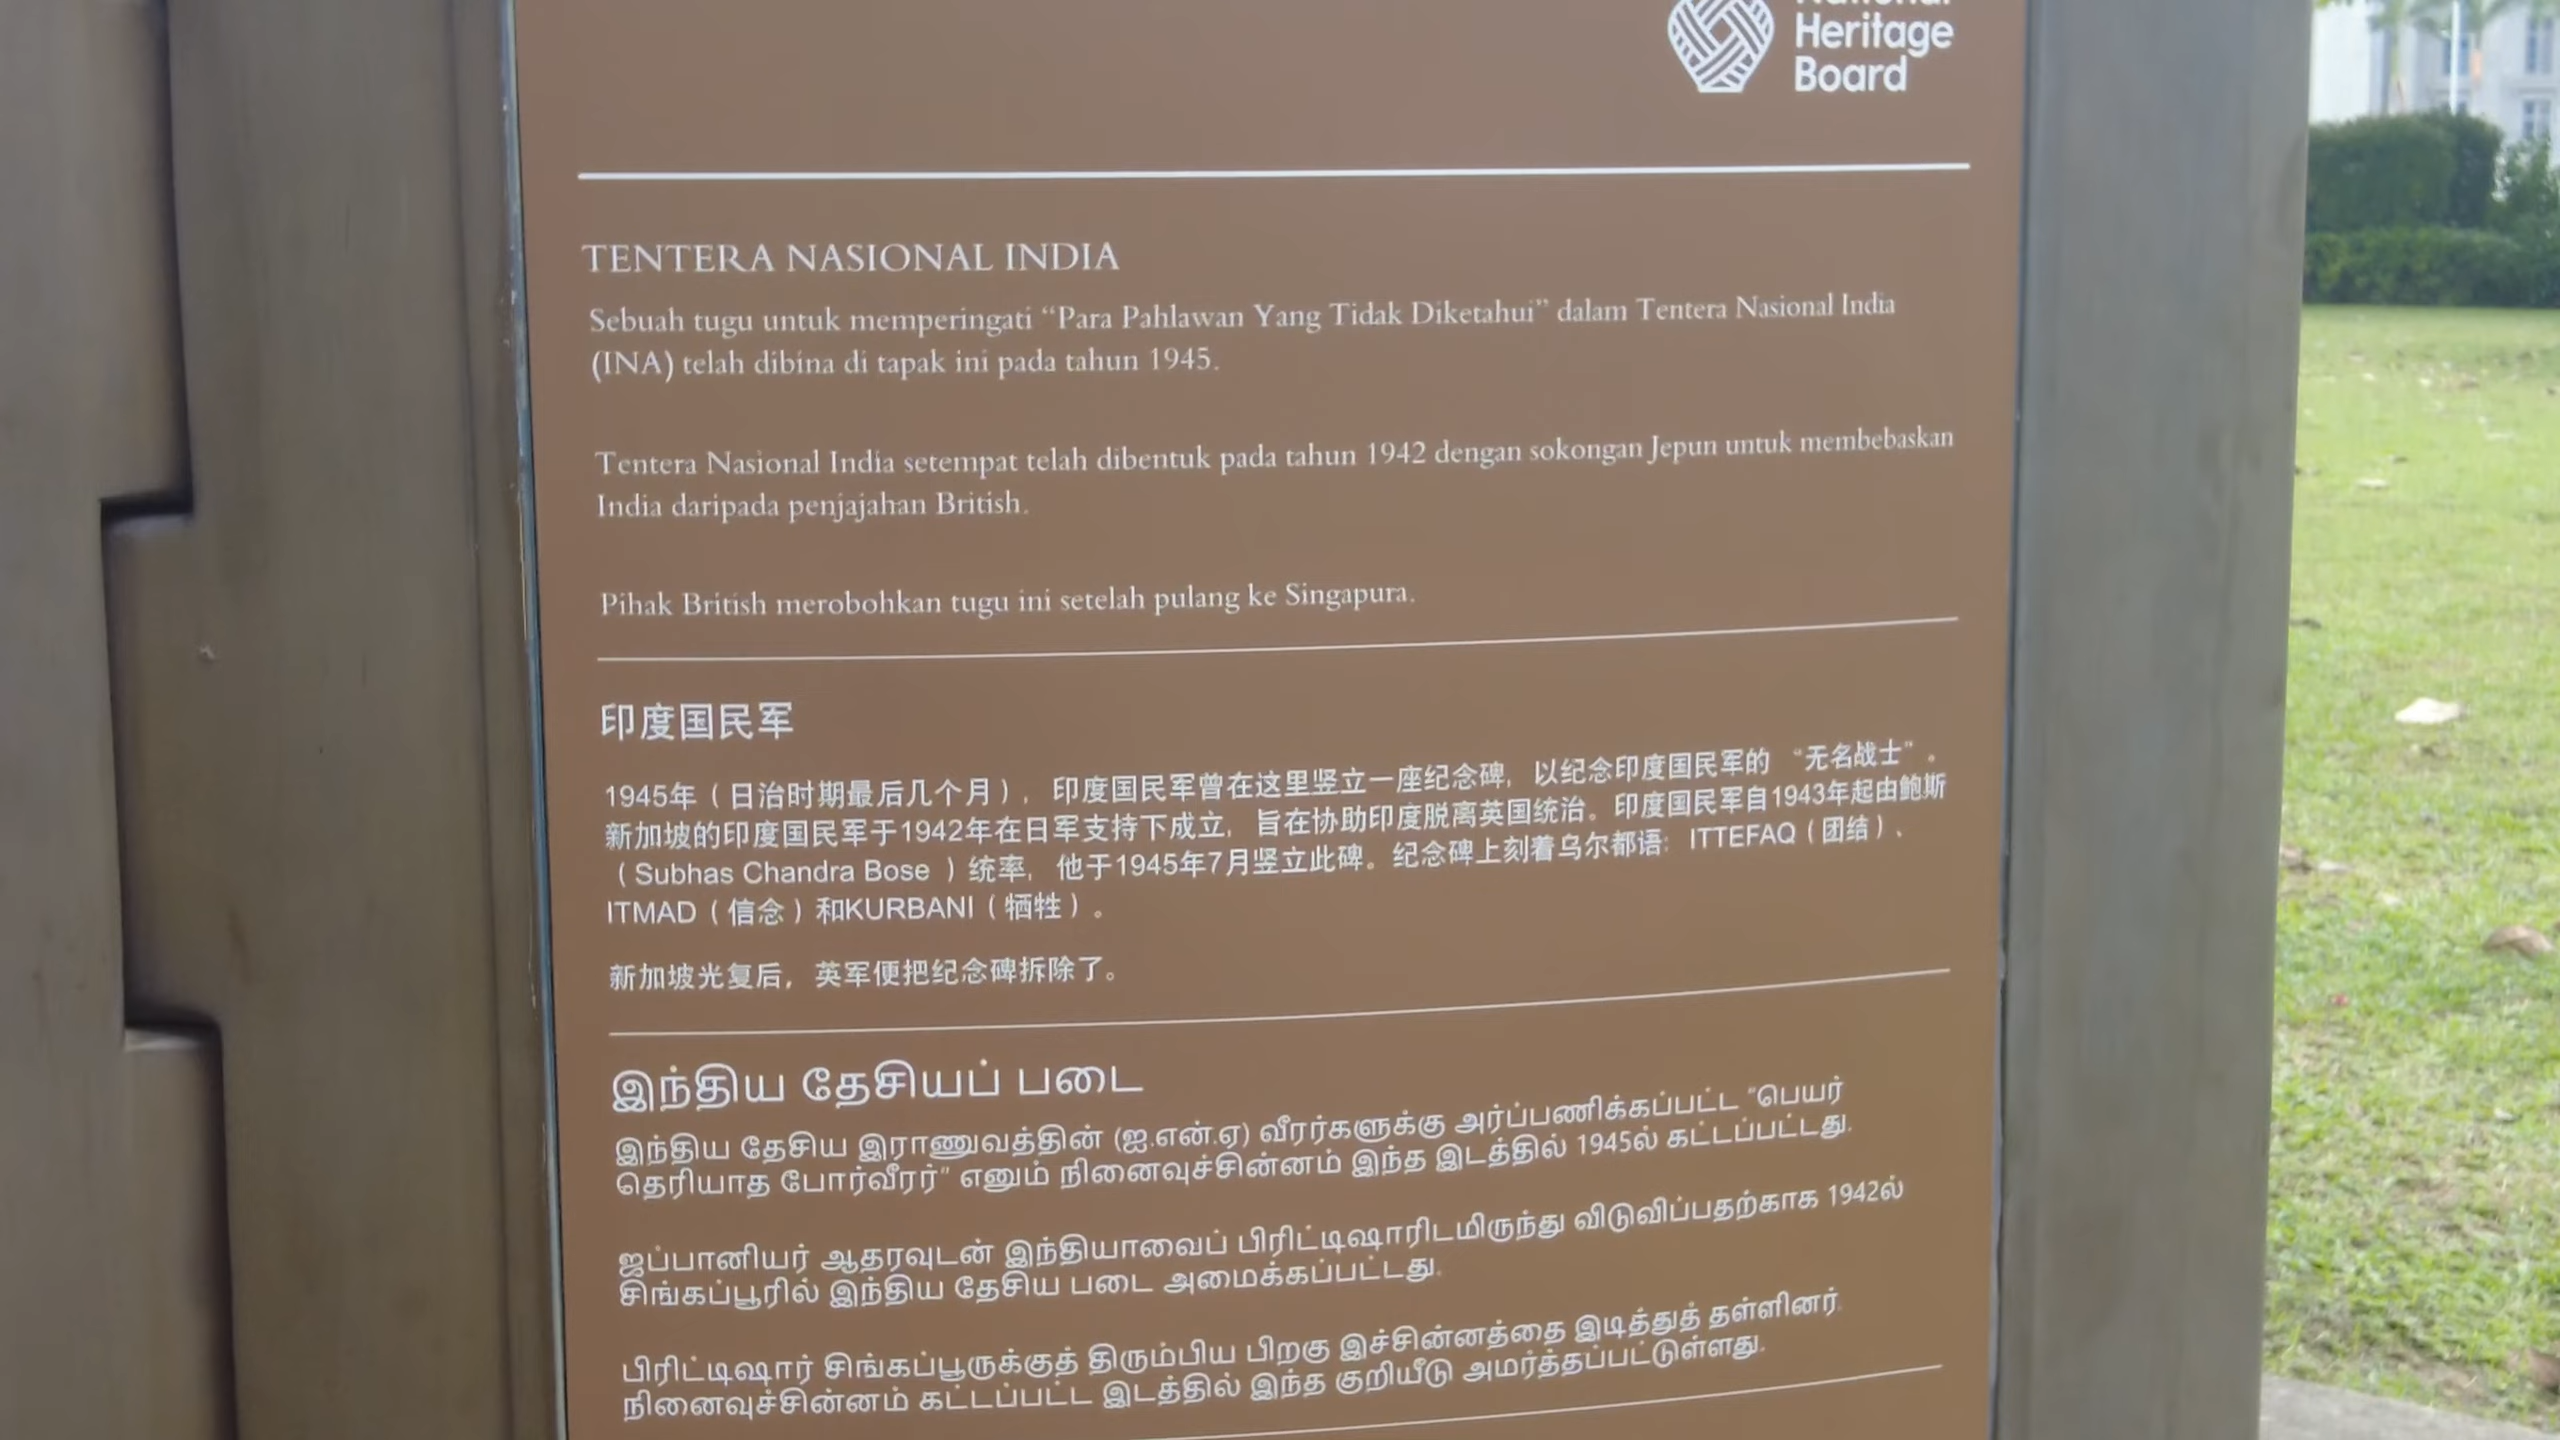 National
Heritage
Board
TENTERA NASIONAL INDIA
Sebuah tugu untuk memperingati “Para Pahlawan Yang Tidak Diketahui” dalam Tentera Nasional India
(INA) telah dibina di tapak ini pada tahun 1945.
Tentera Nasional India setempat telah dibentuk pada tahun 1942 dengan sokongan Jepun untuk membebaskan
India daripada penjajahan British.
Pihak British merobohkan tugu ini setelah pulang ke Singapura.
印度国民军
1945年（日治时期最后几个月），印度国民军曾在这里竖立一座纪念碑，以纪念印度国民军的 “无名战士”。
新加坡的印度国民军于1942年在日军支持下成立，旨在协助印度脱离英国统治。印度国民军自1943年起由鲍斯
（Subhas Chandra Bose ）统率，他于1945年7月竖立此碑。纪念碑上刻着乌尔都语：ITTEFAQ（团结）、
ITMAD（信念）和KURBANI（牺牲）。
新加坡光复后，英军便把纪念碑拆除了。
இந்திய தேசியப் படை
இந்திய தேசிய இராணுவத்தின் (ஐ.என்.ஏ) வீரர்களுக்கு அர்ப்பணிக்கப்பட்ட “பெயர்
தெரியாத போர்வீரர்” எனும் நினைவுச்சின்னம் இந்த இடத்தில் 1945ல் கட்டப்பட்டது.
ஜப்பானியர் ஆதரவுடன் இந்தியாவைப் பிரிட்டிஷாரிடமிருந்து விடுவிப்பதற்காக 1942ல்
சிங்கப்பூரில் இந்திய தேசிய படை அமைக்கப்பட்டது.
பிரிட்டிஷார் சிங்கப்பூருக்குத் திரும்பிய பிறகு இச்சின்னத்தை இடித்துத் தள்ளினர்.
நினைவுச்சின்னம் கட்டப்பட்ட இடத்தில் இந்த குறியீடு அமர்த்தப்பட்டுள்ளது.